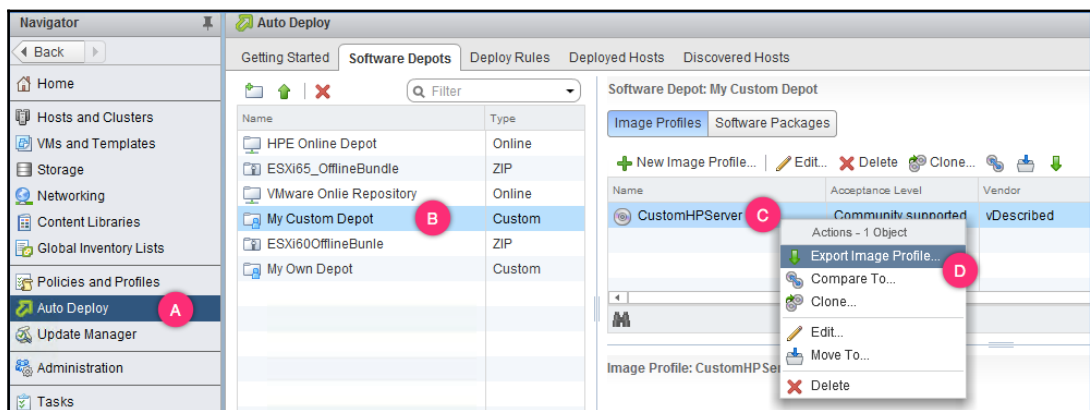 Navigator
Auto Deploy
Back
Getting Started Software Depots Deploy Rules Deployed Hosts Discovered Hosts
Home
Filter
Software Depot: My Custom Depot
Hosts and Clusters
Name Type
Image Profiles Software Packages
VMs and Templates
HPE Online Depot Online
Storage
ESXi65_OfflineBundle ZIP
New Image Profile... Edit... Delete Clone...
Networking
VMware Onlie Repository Online
Name Acceptance Level Vendor
Content Libraries
My Custom Depot B Custom
CustomHPServer C Community supported vDescribed
Global Inventory Lists
ESXi60OfflineBunle ZIP
Actions - 1 Object
Policies and Profiles
My Own Depot Custom
Export Image Profile... D
Compare To...
Auto Deploy A
Clone...
Update Manager
Edit...
Move To...
Administration
Image Profile: CustomHPSer
Delete
Tasks